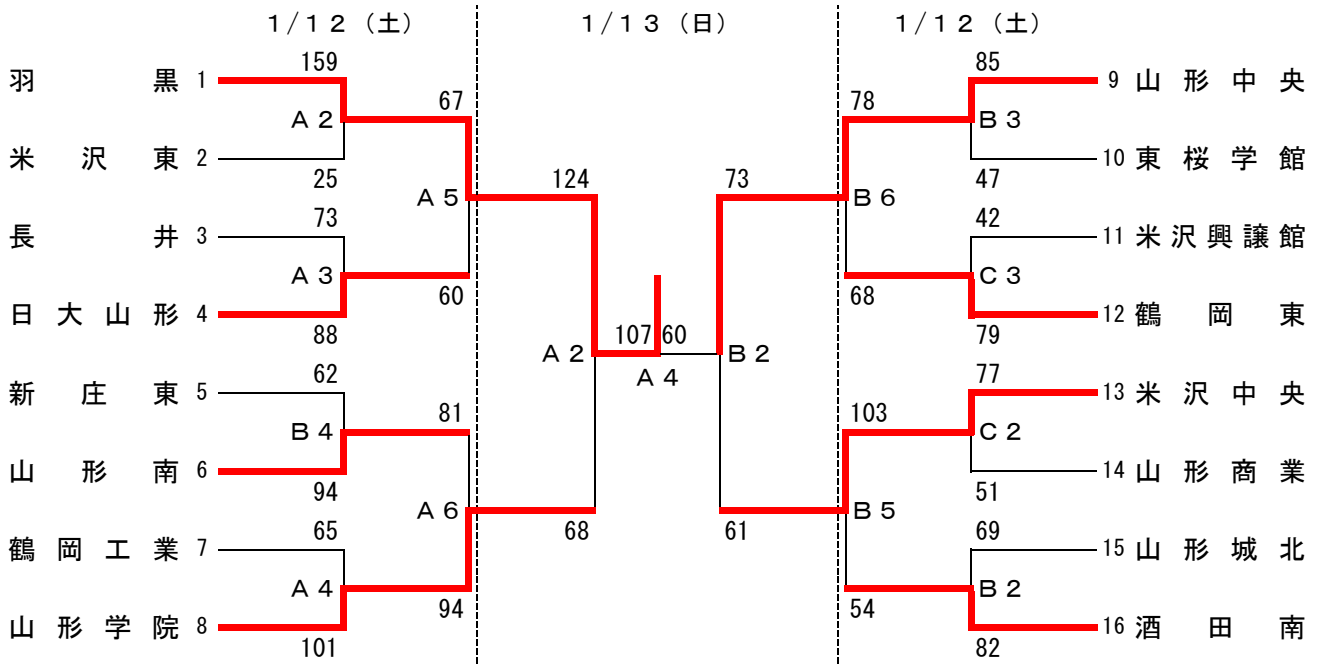 1/12（土） 1/13（日） 1/12（土）
159 85
羽黒 1 9 山形中央
67 78
A2 B3
米沢東 2 10 東桜学館
25 124 73 47
A5 B6
73 42
長井 3 11 米沢興譲館
A3 C3
60 68
日大山形 4 12 鶴岡東
88 107 60 79
A2 B2
A4
62 77
新庄東 5 13 米沢中央
81 103
B4 C2
山形南 6 14 山形商業
94 51
A6 B5
65 68 61 69
鶴岡工業 7 15 山形城北
A4 B2
94 54
山形学院 8 16 酒田南
101 82